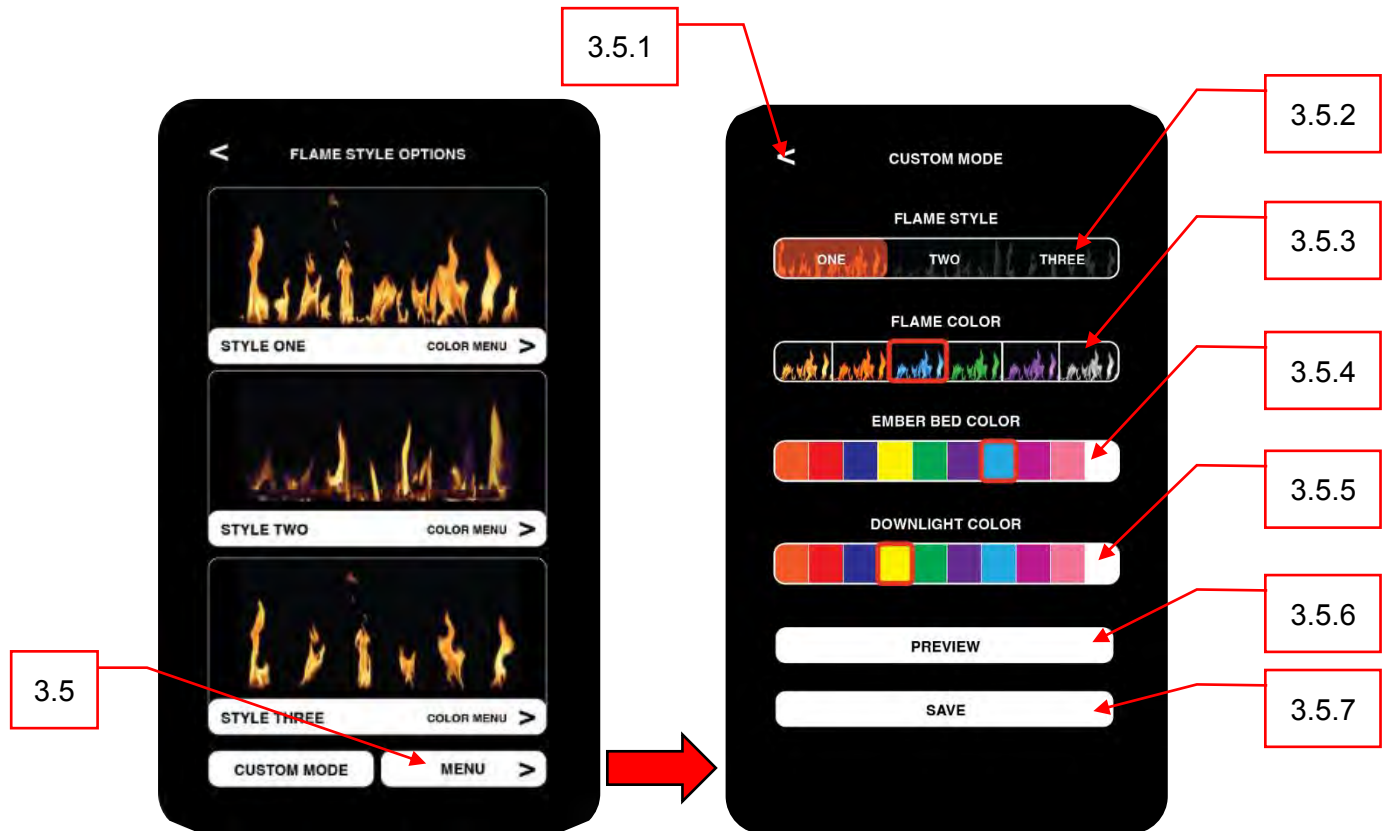 3.5.1
3.5.2
3.5.3
3.5.4
3.5.5
3.5.6
3.5.7
3.5
< FLAME STYLE OPTIONS
STYLE ONE COLOR MENU >
STYLE TWO COLOR MENU >
STYLE THREE COLOR MENU >
CUSTOM MODE MENU >
< CUSTOM MODE
FLAME STYLE
ONE TWO THREE
FLAME COLOR
EMBER BED COLOR
DOWNLIGHT COLOR
PREVIEW
SAVE